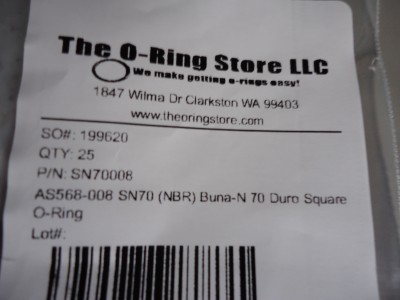 The O-Ring Store LLC
We make getting o-rings easy!
1847 Wilma Dr Clarkston WA 99403
www.theoringstore.com
SO#: 199620
QTY: 25
P/N: SN70008
AS568-008 SN70 (NBR) Buna-N 70 Duro Square
O-Ring
Lot#: